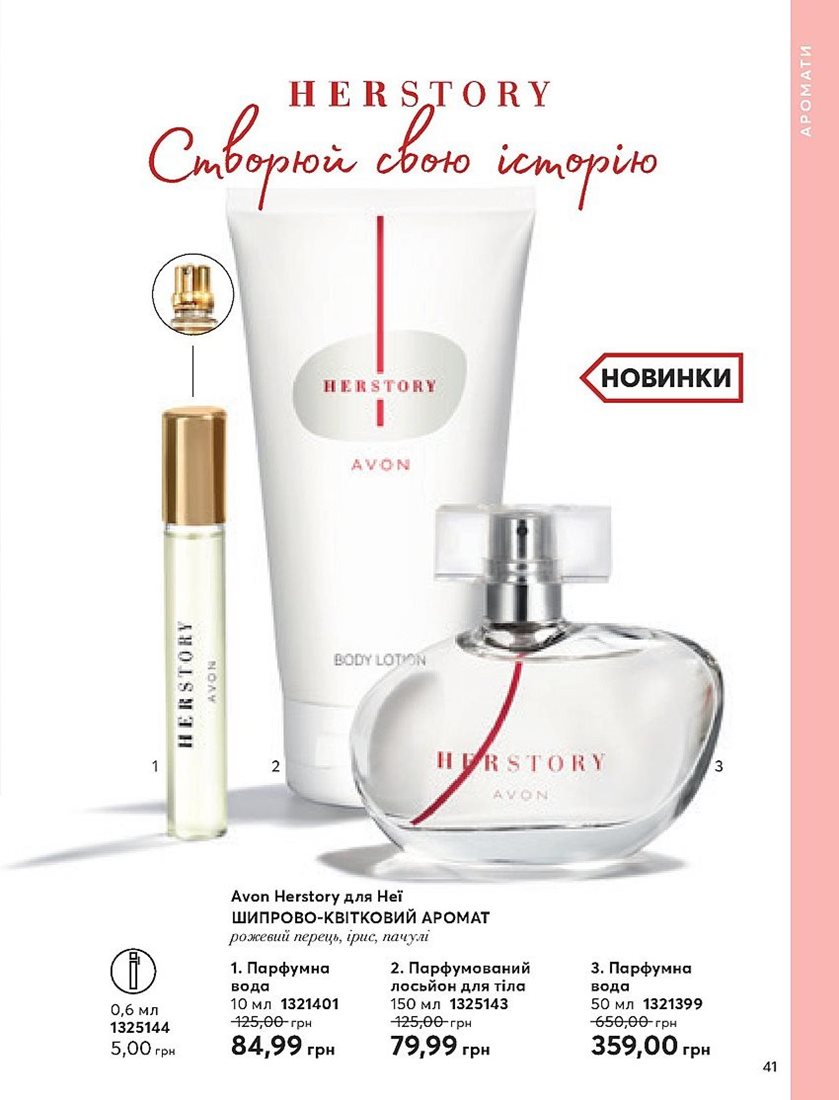 АРОМАТИ
HERSTORY
Створюй свою історію
НОВИНКИ
HERSTORY
AVON
BODY LOTION
HERSTORY
AVON
HERSTORY
AVON
1
2
3
Avon Herstory для Неї
ШИПРОВО-КВІТКОВИЙ АРОМАТ
рожевий перець, ірис, пачулі
0,6 мл
1325144
5,00 грн
1. Парфумна
вода
10 мл 1321401
125,00 грн
84,99 грн
2. Парфумований
лосьйон для тіла
150 мл 1325143
125,00 грн
79,99 грн
3. Парфумна
вода
50 мл 1321399
650,00 грн
359,00 грн
41